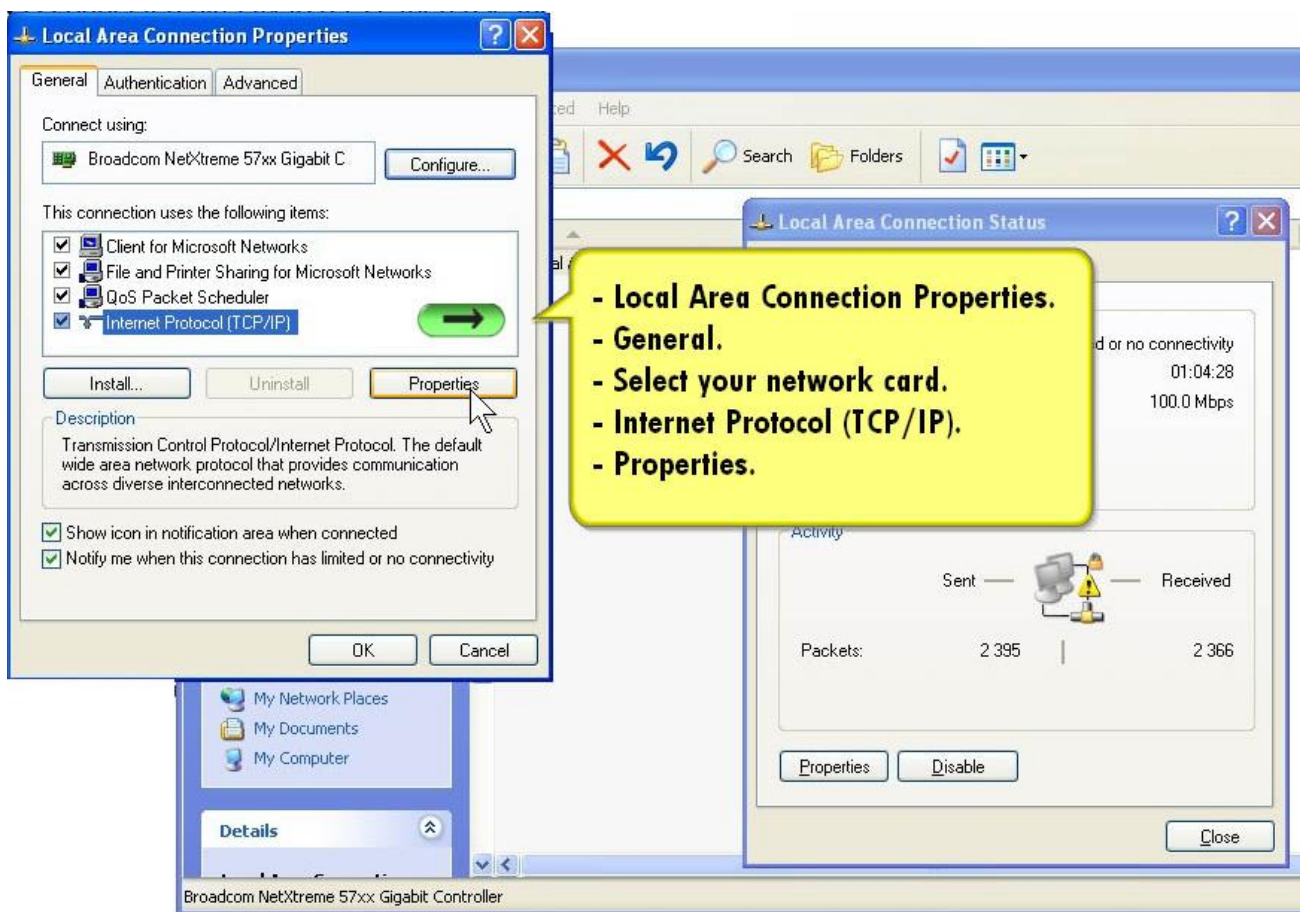 Local Area Connection Properties
General
Authentication
Advanced
Connect using:
Broadcom NetXtreme 57xx Gigabit C
Configure...
This connection uses the following items:
Client for Microsoft Networks
File and Printer Sharing for Microsoft Networks
QoS Packet Scheduler
Internet Protocol (TCP/IP)
Install...
Uninstall
Properties
Description
Transmission Control Protocol/Internet Protocol. The default
wide area network protocol that provides communication
across diverse interconnected networks.
Show icon in notification area when connected
Notify me when this connection has limited or no connectivity
OK
Cancel
Help
Search
Folders
- Local Area Connection Properties.
- General.
- Select your network card.
- Internet Protocol (TCP/IP).
- Properties.
Local Area Connection Status
or no connectivity
01:04:28
100.0 Mbps
Activity
Sent
Received
Packets:
2 395
2 366
Properties
Disable
Close
My Network Places
My Documents
My Computer
Details
Broadcom NetXtreme 57xx Gigabit Controller